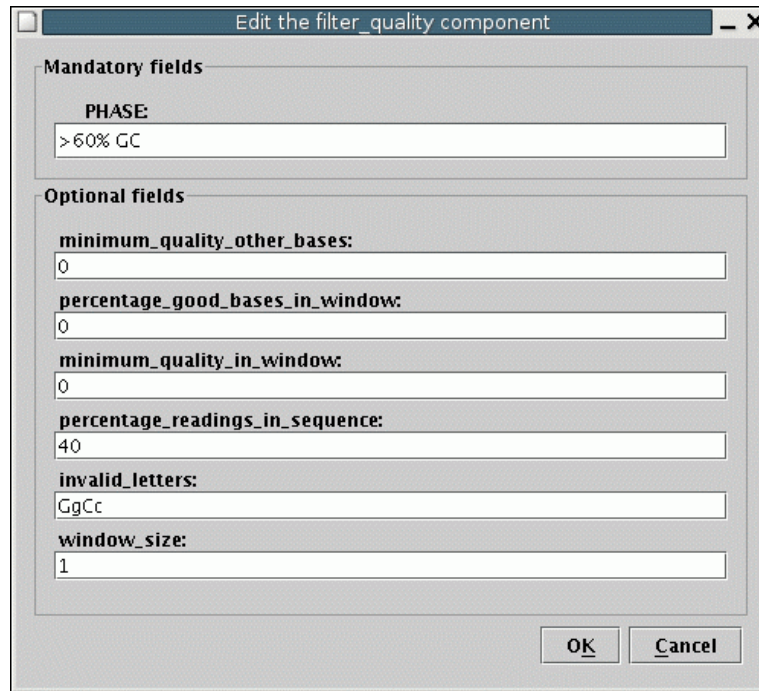 Edit the filter_quality component
Mandatory fields
PHASE:
>60% GC
Optional fields
minimum_quality_other_bases:
0
percentage_good_bases_in_window:
0
minimum_quality_in_window:
0
percentage_readings_in_sequence:
40
invalid_letters:
GgCc
window_size:
1
OK Cancel